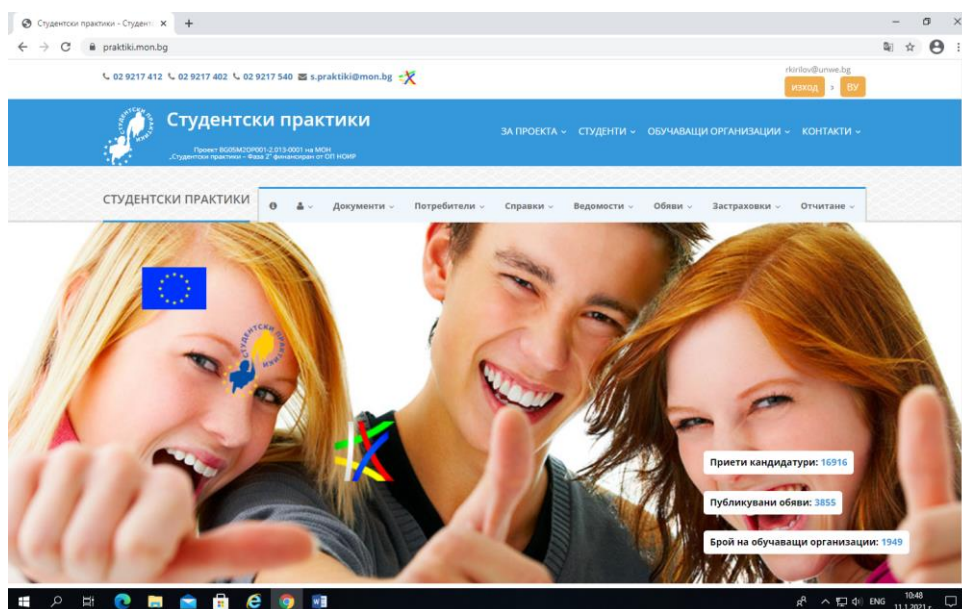 Студентски практики - Студент
praktiki.mon.bg
02 9217 412 02 9217 402 02 9217 540 s.praktiki@mon.bg
rkirilov@unwe.bg
изход ВУ
Студентски практики
Проект BG05M2OP001-2.013-0001 на МОН
„Студентски практики - Фаза 2" финансиран от ОП НОИР
ЗА ПРОЕКТА СТУДЕНТИ ОБУЧАВАЩИ ОРГАНИЗАЦИИ КОНТАКТИ
СТУДЕНТСКИ ПРАКТИКИ
Документи Потребители Справки Ведомости Обяви Застраховки Отчитане
СТУДЕНТСКИ ПРАКТИКИ
Приети кандидатури: 16916
Публикувани обяви: 3855
Брой на обучаващи организации: 1949
ENG
10:48
11.1.2021 г.